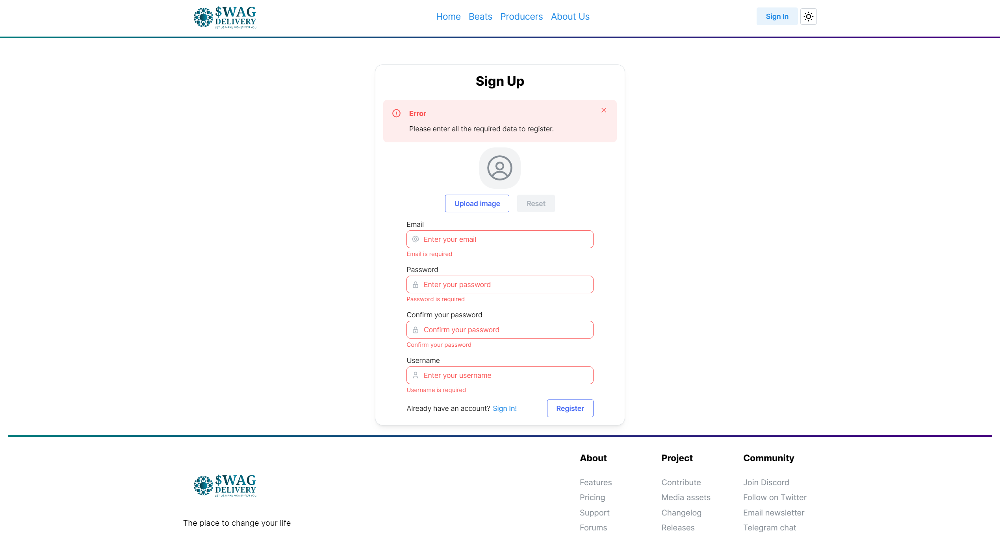 $WAG
DELIVERY
LET US MAKE MONEY FOR YOU
Home Beats Producers About Us
Sign In
Sign Up
Error
Please enter all the required data to register.
Upload image Reset
Email
Enter your email
Email is required
Password
Enter your password
Password is required
Confirm your password
Confirm your password
Confirm your password
Username
Enter your username
Username is required
Already have an account? Sign In!
Register
$WAG
DELIVERY
LET US MAKE MONEY FOR YOU
The place to change your life
About
Features
Pricing
Support
Forums
Project
Contribute
Media assets
Changelog
Releases
Community
Join Discord
Follow on Twitter
Email newsletter
Telegram chat